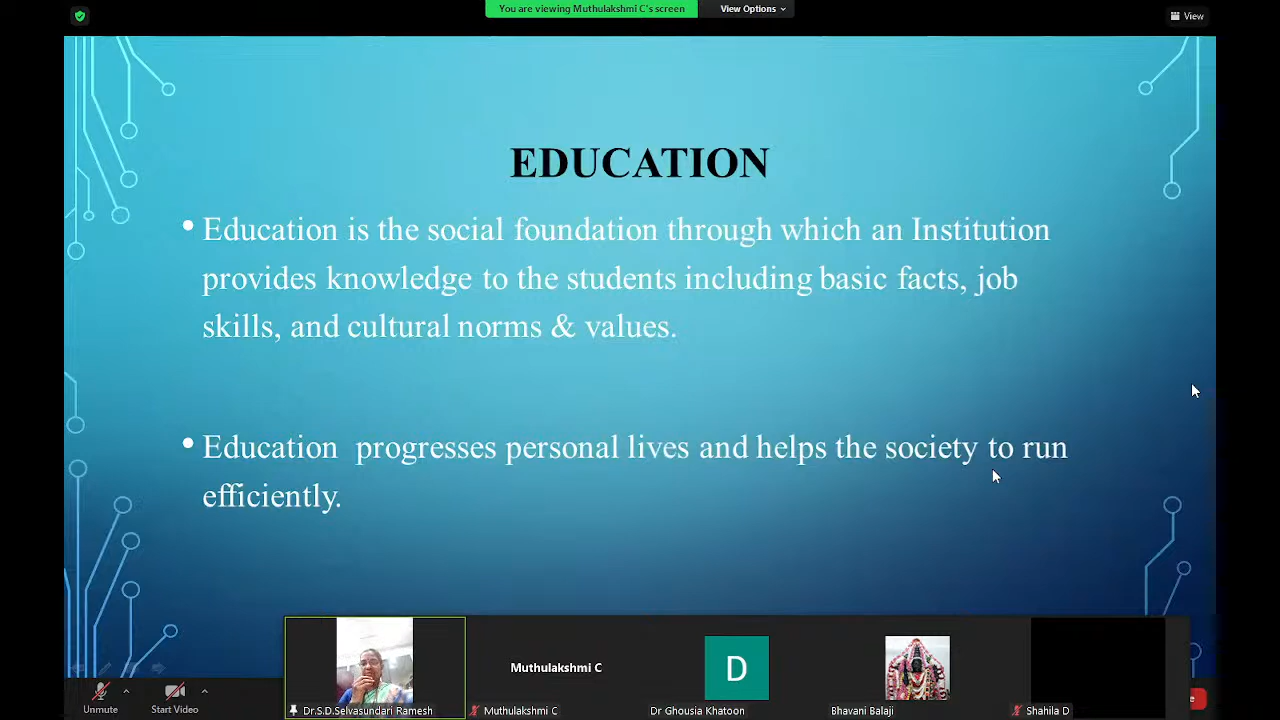 You are viewing Muthulakshmi C's screen
View Options
View
EDUCATION
• Education is the social foundation through which an Institution
provides knowledge to the students including basic facts, job
skills, and cultural norms & values.
• Education progresses personal lives and helps the society to run
efficiently.
Muthulakshmi C
D
Unmute
Start Video
Dr.S.D.Selvasundari Ramesh
Muthulakshmi C
Dr Ghousia Khatoon
Bhavani Balaji
Shahila D